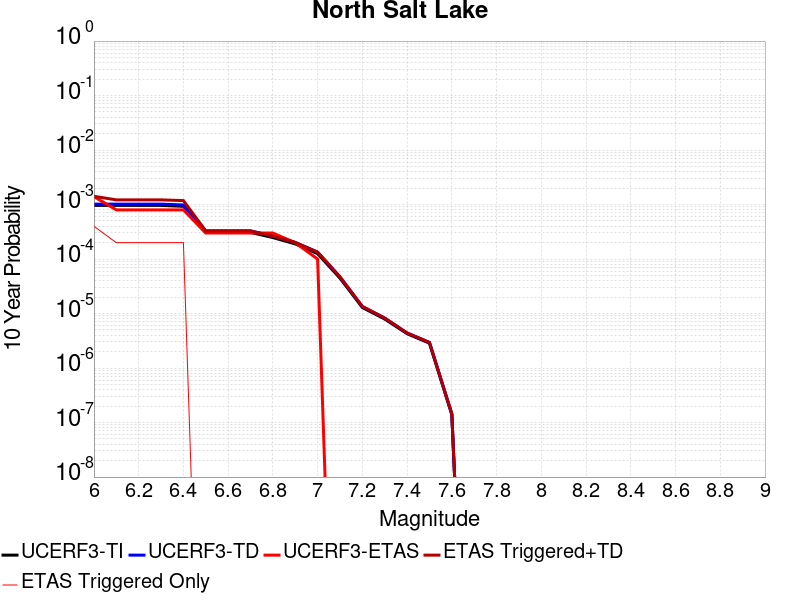 North Salt Lake
10^0
10^-1
10^-2
10^-3
10^-4
10^-5
10^-6
10^-7
10^-8
10 Year Probability
6 6.2 6.4 6.6 6.8 7 7.2 7.4 7.6 7.8 8 8.2 8.4 8.6 8.8 9
Magnitude
UCERF3-TI UCERF3-TD UCERF3-ETAS ETAS Triggered+TD
ETAS Triggered Only